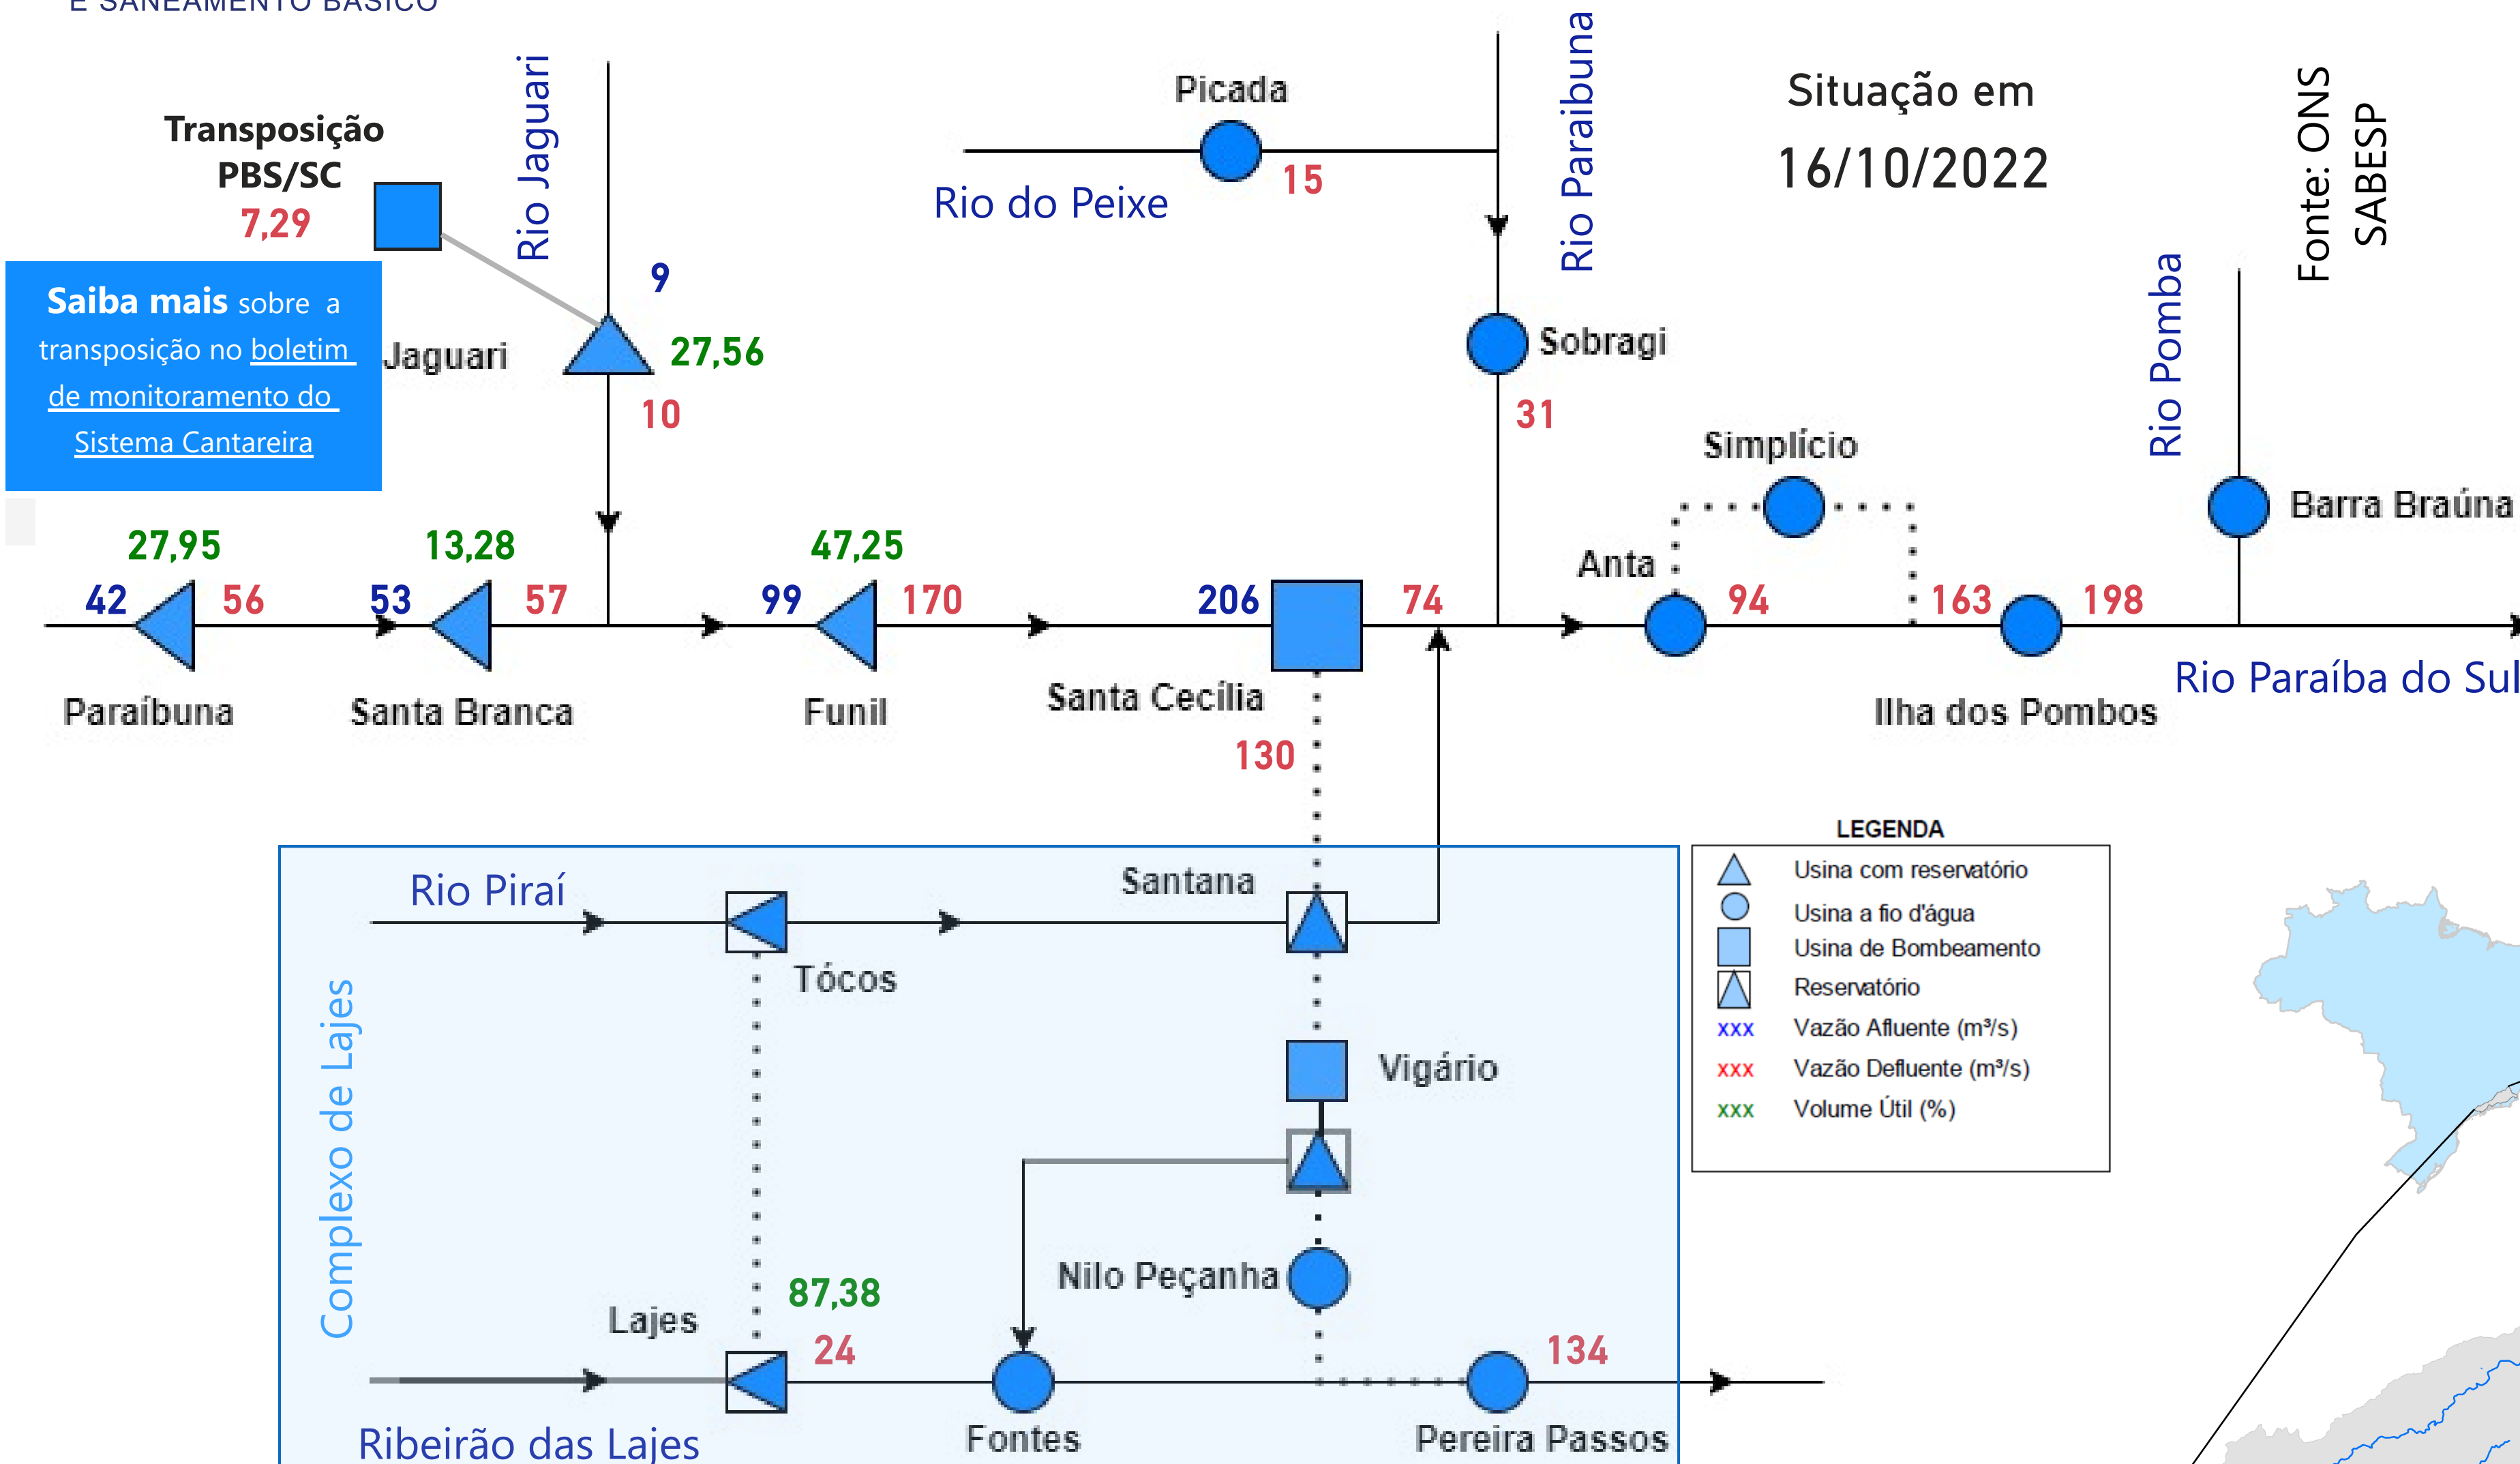 E SANEAMENTO BÁSICO
Transposição
PBS/SC
7,29
Saiba mais sobre a
transposição no boletim
de monitoramento do
Sistema Cantareira
Rio Jaguari
9
Jaguari
27,56
10
Picada
15
Rio do Peixe
Rio Paraibuna
Sobragi
31
Situação em
16/10/2022
Fonte: ONS
SABESP
Rio Pomba
Barra Braúna
Simplício
Anta
27,95
42
56
Paraíbuna
13,28
53
57
Santa Branca
47,25
99
170
Funil
206
74
Santa Cecília
130
94
163
198
Ilha dos Pombos
Rio Paraíba do Sul
Complexo de Lajes
Rio Piraí
Tócos
Santana
Vigário
Nilo Peçanha
Lajes
87,38
24
Ribeirão das Lajes
Fontes
134
Pereira Passos
LEGENDA
Usina com reservatório
Usina a fio d'água
Usina de Bombeamento
Reservatório
xxx Vazão Afluente (m³/s)
xxx Vazão Defluente (m³/s)
xxx Volume Útil (%)